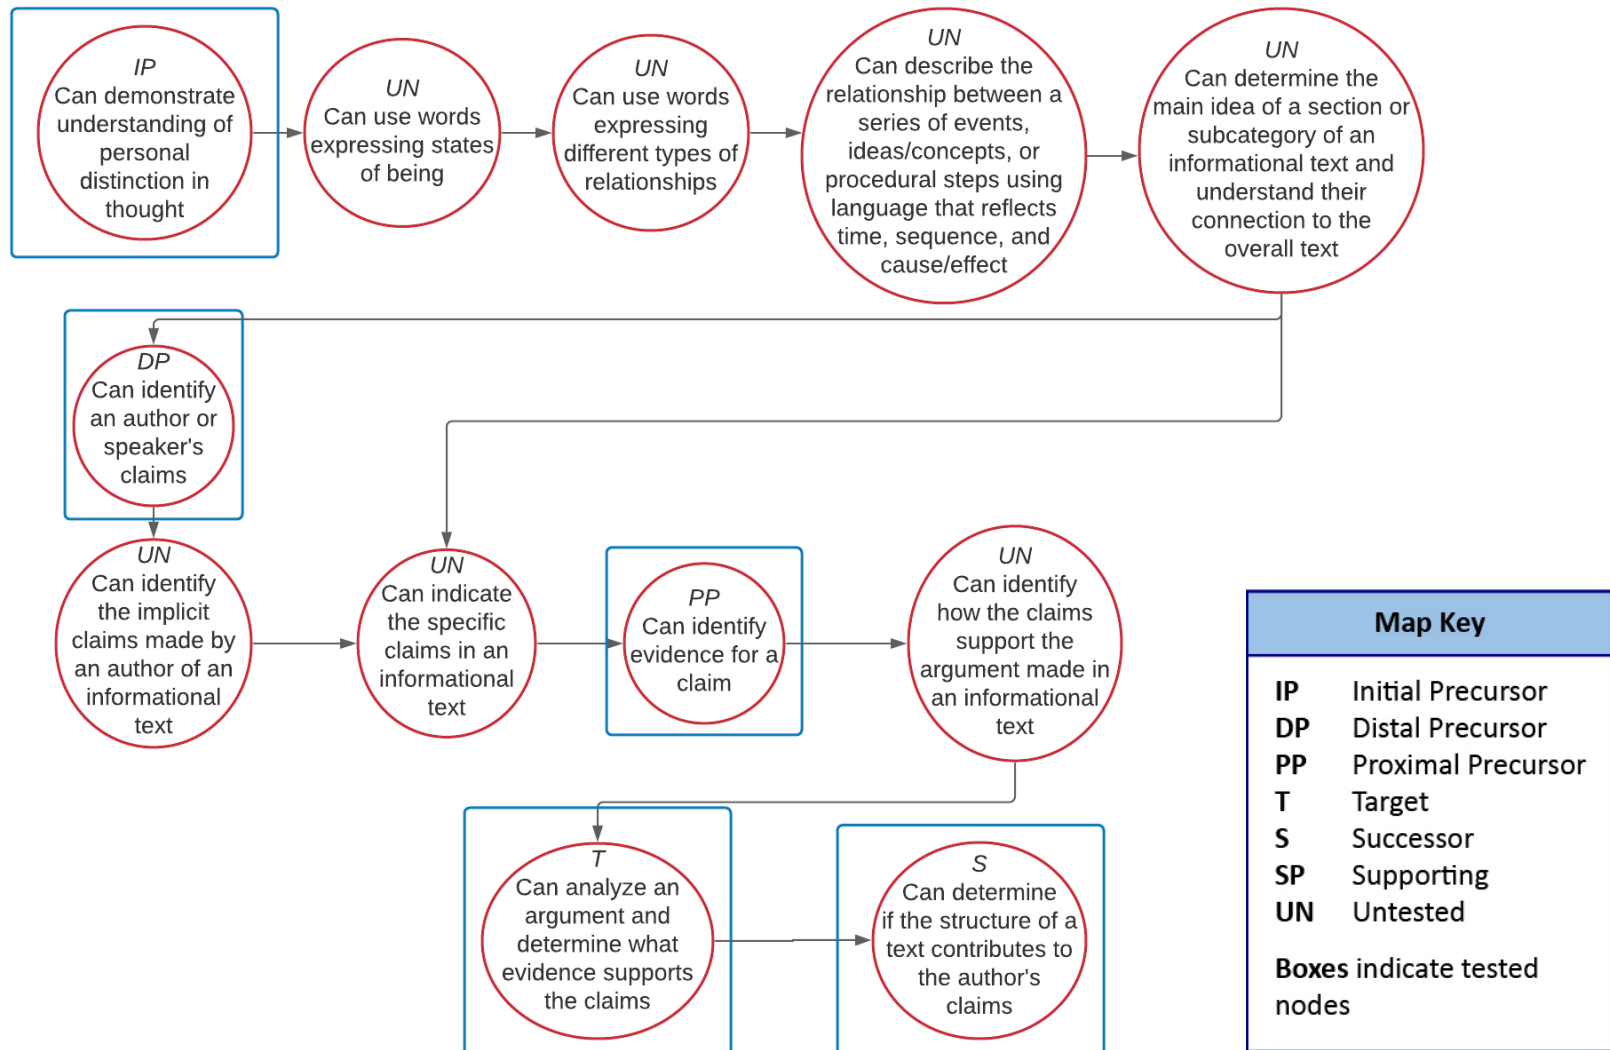 IP
Can demonstrate
understanding of
personal
distinction in
thought
UN
Can use words
expressing states
of being
UN
Can use words
expressing
different types of
relationships
UN
Can describe the
relationship between a
series of events,
ideas/concepts, or
procedural steps using
language that reflects
time, sequence, and
cause/effect
UN
Can determine the
main idea of a section or
subcategory of an
informational text and
understand their
connection to the
overall text
DP
Can identify
an author or
speaker's
claims
UN
Can identify
the implicit
claims made by
an author of an
informational
text
UN
Can indicate
the specific
claims in an
informational
text
PP
Can identify
evidence for a
claim
UN
Can identify
how the claims
support the
argument made in
an informational
text
T
Can analyze an
argument and
determine what
evidence supports
the claims
S
Can determine
if the structure of a
text contributes to
the author's
claims
Map Key
IP Initial Precursor
DP Distal Precursor
PP Proximal Precursor
T Target
S Successor
SP Supporting
UN Untested
Boxes indicate tested
nodes